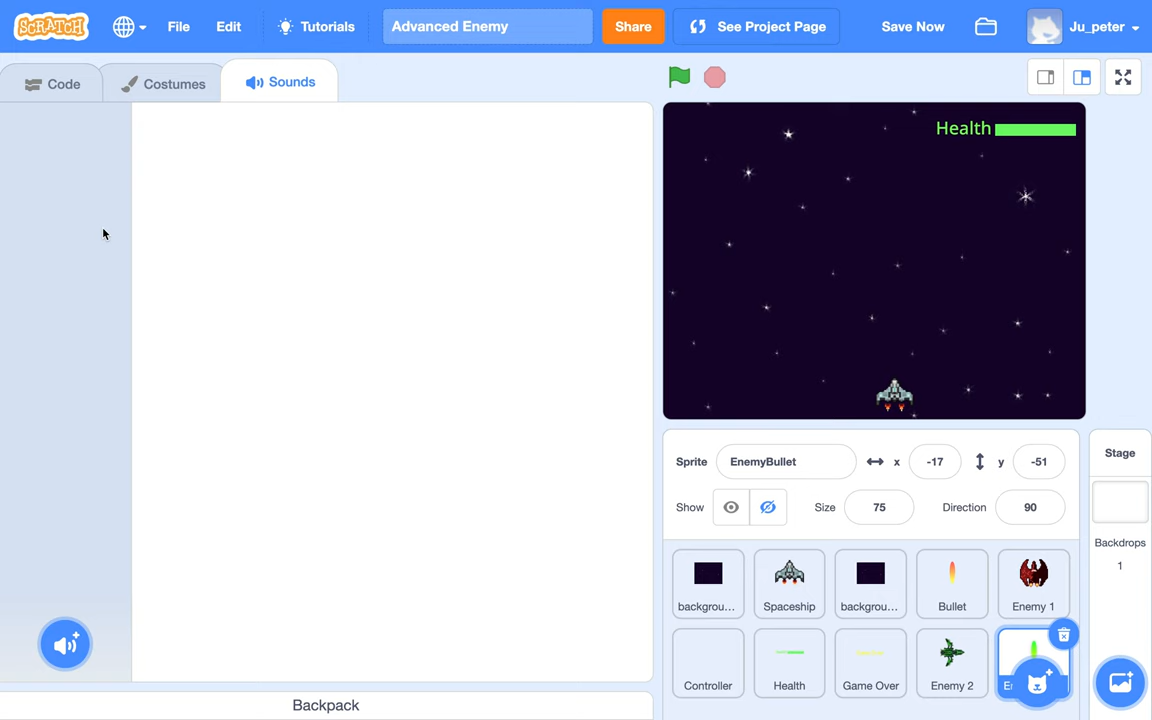 SCRATCH File Edit Tutorials Advanced Enemy Share See Project Page Save Now Ju_peter
Code Costumes Sounds
Health
Sprite EnemyBullet x -17 y -51
Stage
Show Size 75 Direction 90
Backdrops
1
backgrou... Spaceship backgrou... Bullet Enemy 1
Controller Health Game Over Enemy 2
Backpack